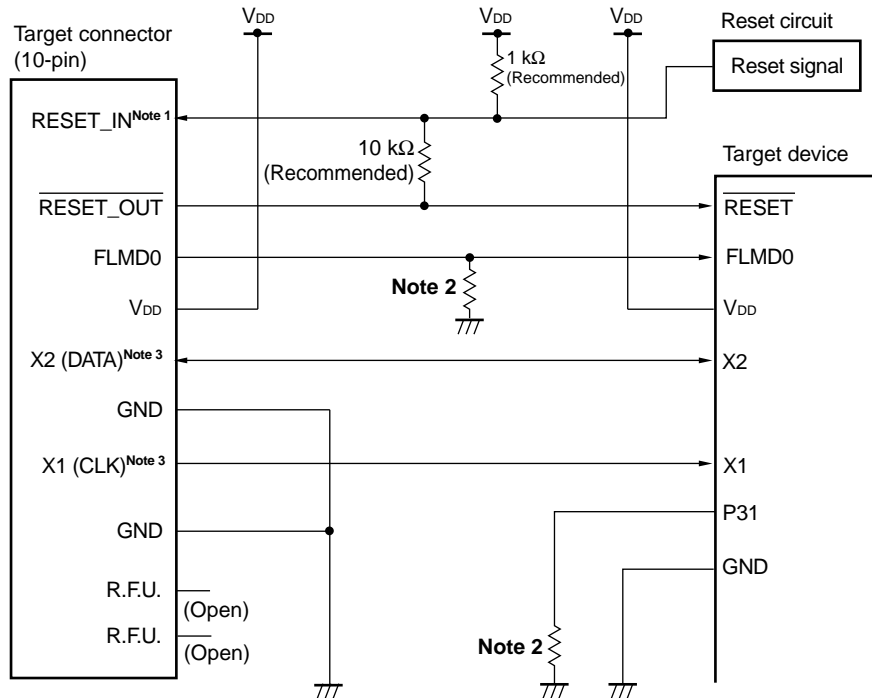 VDD
VDD
VDD
Reset circuit
Target connector
(10-pin)
1 kΩ
(Recommended)
Reset signal
RESET_INNote 1
10 kΩ
(Recommended)
Target device
RESET_OUT
RESET
FLMD0
FLMD0
Note 2
VDD
VDD
X2 (DATA)Note 3
X2
GND
X1 (CLK)Note 3
X1
P31
GND
GND
R.F.U.
(Open)
R.F.U.
(Open)
Note 2